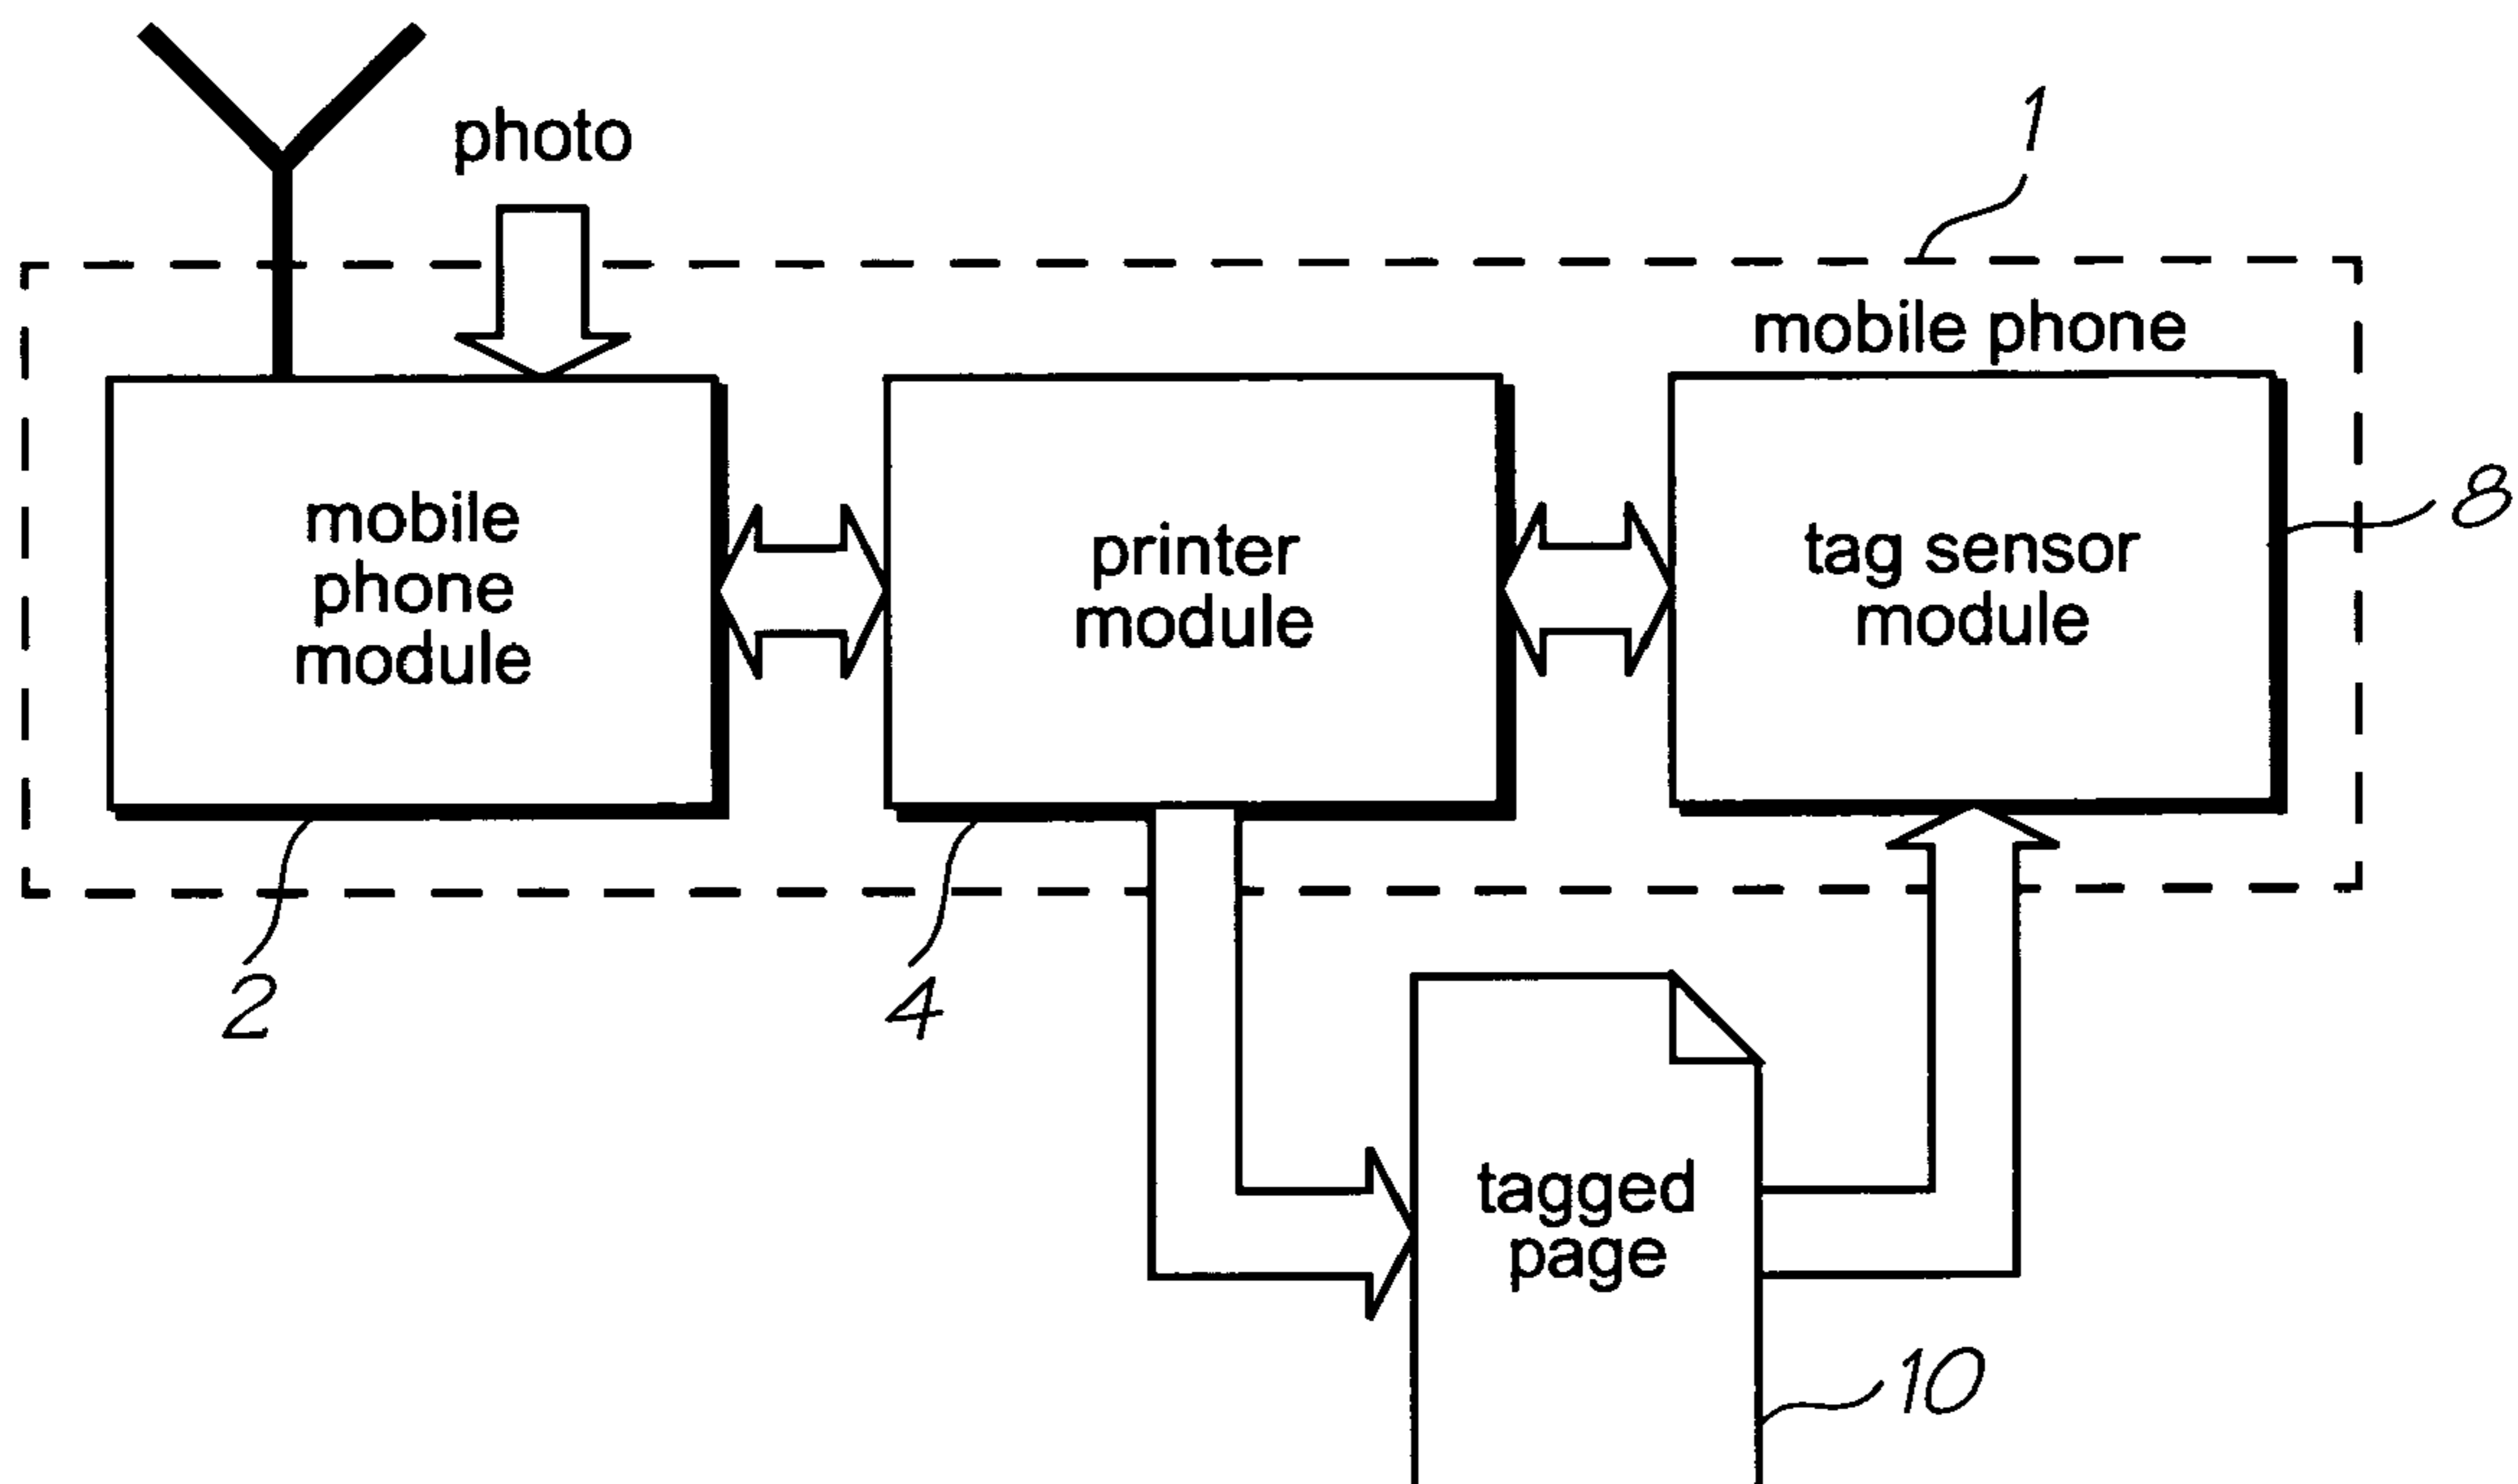 photo
1
mobile phone
mobile
phone
module
printer
module
tag sensor
module
8
2
4
tagged
page
10